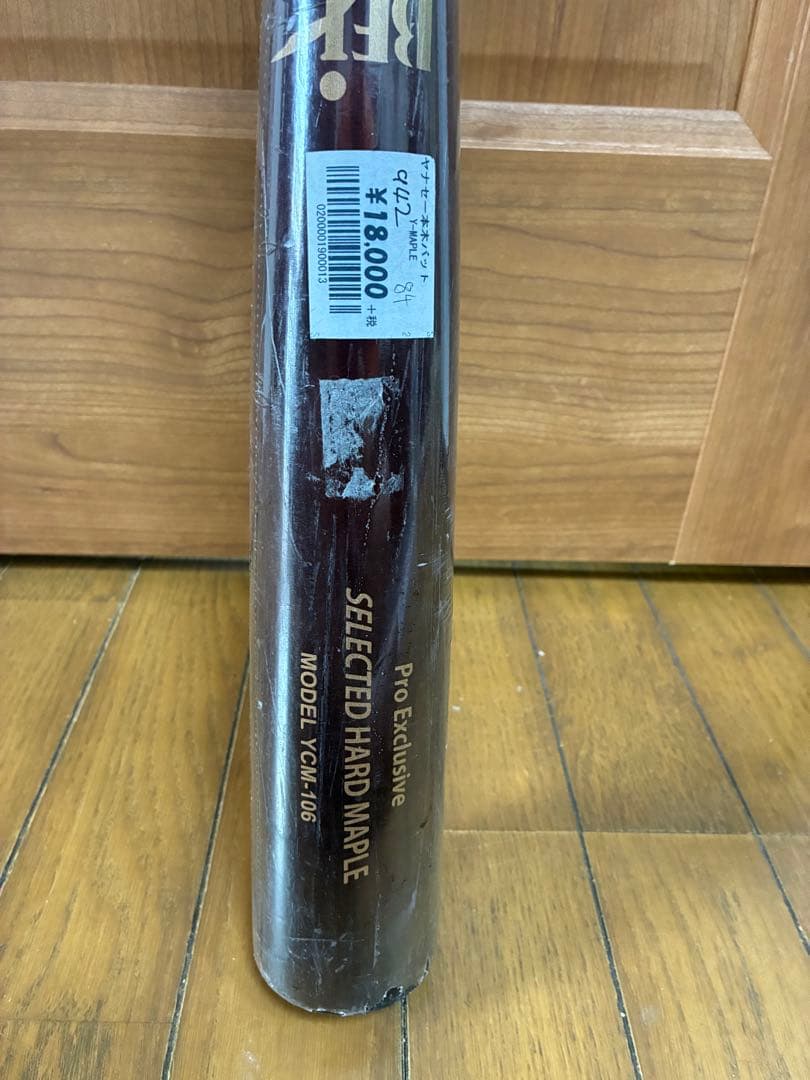 ヤナセ一本木バット
Y-MAPLE
942
84
¥18,000
+税
0200001900013
Pro Exclusive
SELECTED HARD MAPLE
MODEL YCM-106